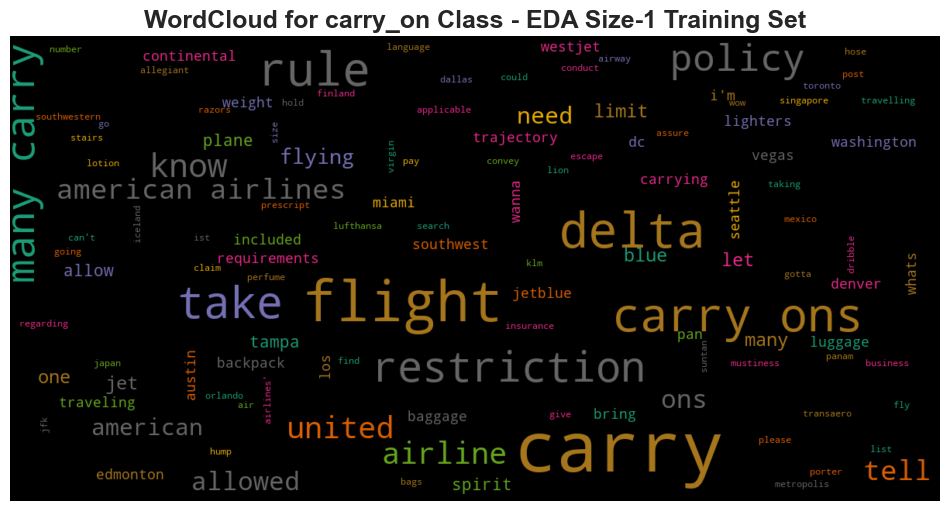 WordCloud for carry_on Class - EDA Size-1 Training Set
number
continental
language
westjet
airway
hose
many carry
allegiant
rule
dallas
could
conduct
policy
post
toronto
finland
southwestern
razors
weight
hold
applicable
need
limit
i'm
wow
singapore
travelling
go
stairs
plane
size
trajectory
assure
dc
lighters
washington
lotion
know
flying
virgin
pay
convey
escape
lion
vegas
american airlines
carrying
taking
iceland
prescript
miami
wanna
seattle
mexico
can't
ist
included
lufthansa
search
delta
going
southwest
blue
dribble
allow
claim
requirements
klm
let
gotta
whats
perfume
denver
take
flight
jetblue
carry ons
regarding
insurance
tampa
pan
many
luggage
japan
backpack
los
find
restriction
suntan
mustiness
panam
business
one
jet
austin
traveling
orlando
air
airlines'
ons
fly
jfk
american
united
baggage
give
bring
transaero
hump
airline
carry
please
list
edmonton
allowed
bags
spirit
metropolis
porter
tell